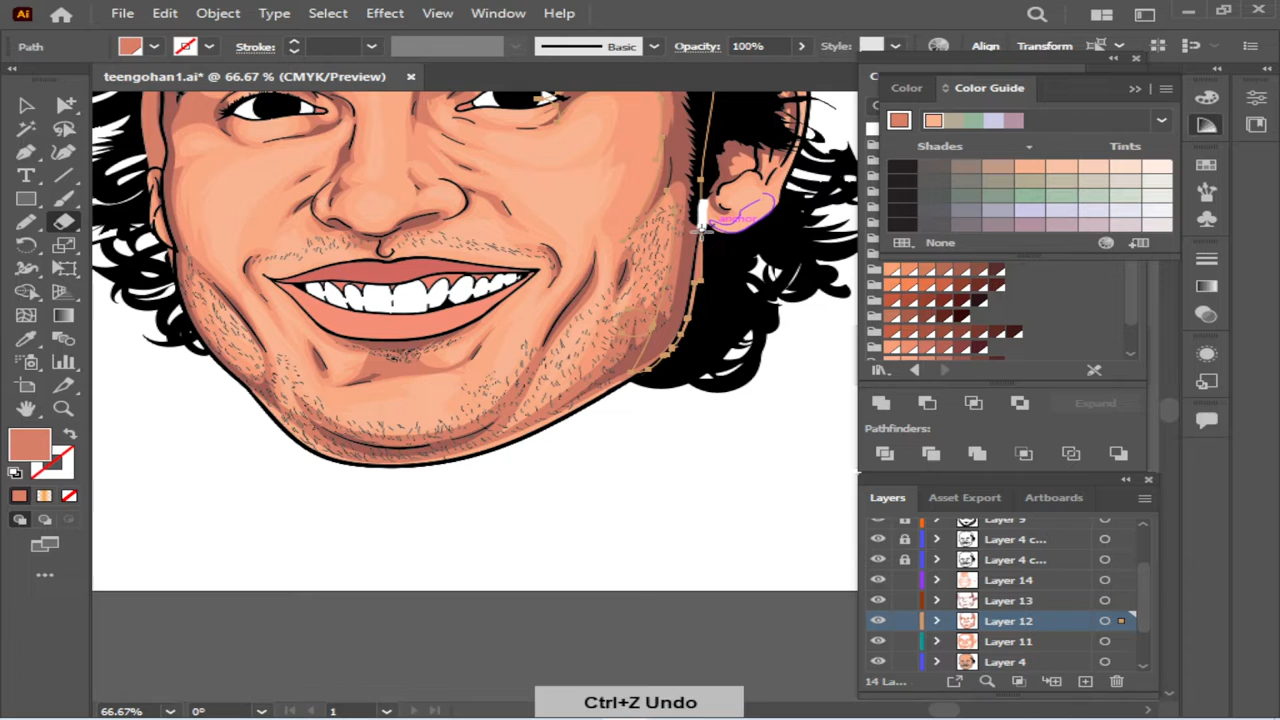 Ai File Edit Object Type Select Effect View Window Help
Path Stroke: Basic Opacity: 100% Style: Align Transform
teengohan1.ai* @ 66.67 % (CMYK/Preview)
Color Color Guide
Shades Tints
anchor
None
Expand
Pathfinders:
Layers Asset Export Artboards
Layer 4 c...
Layer 4 c...
Layer 14
Layer 13
Layer 12
Layer 11
Layer 4
14 La...
Ctrl+Z Undo
66.67% 0° 1